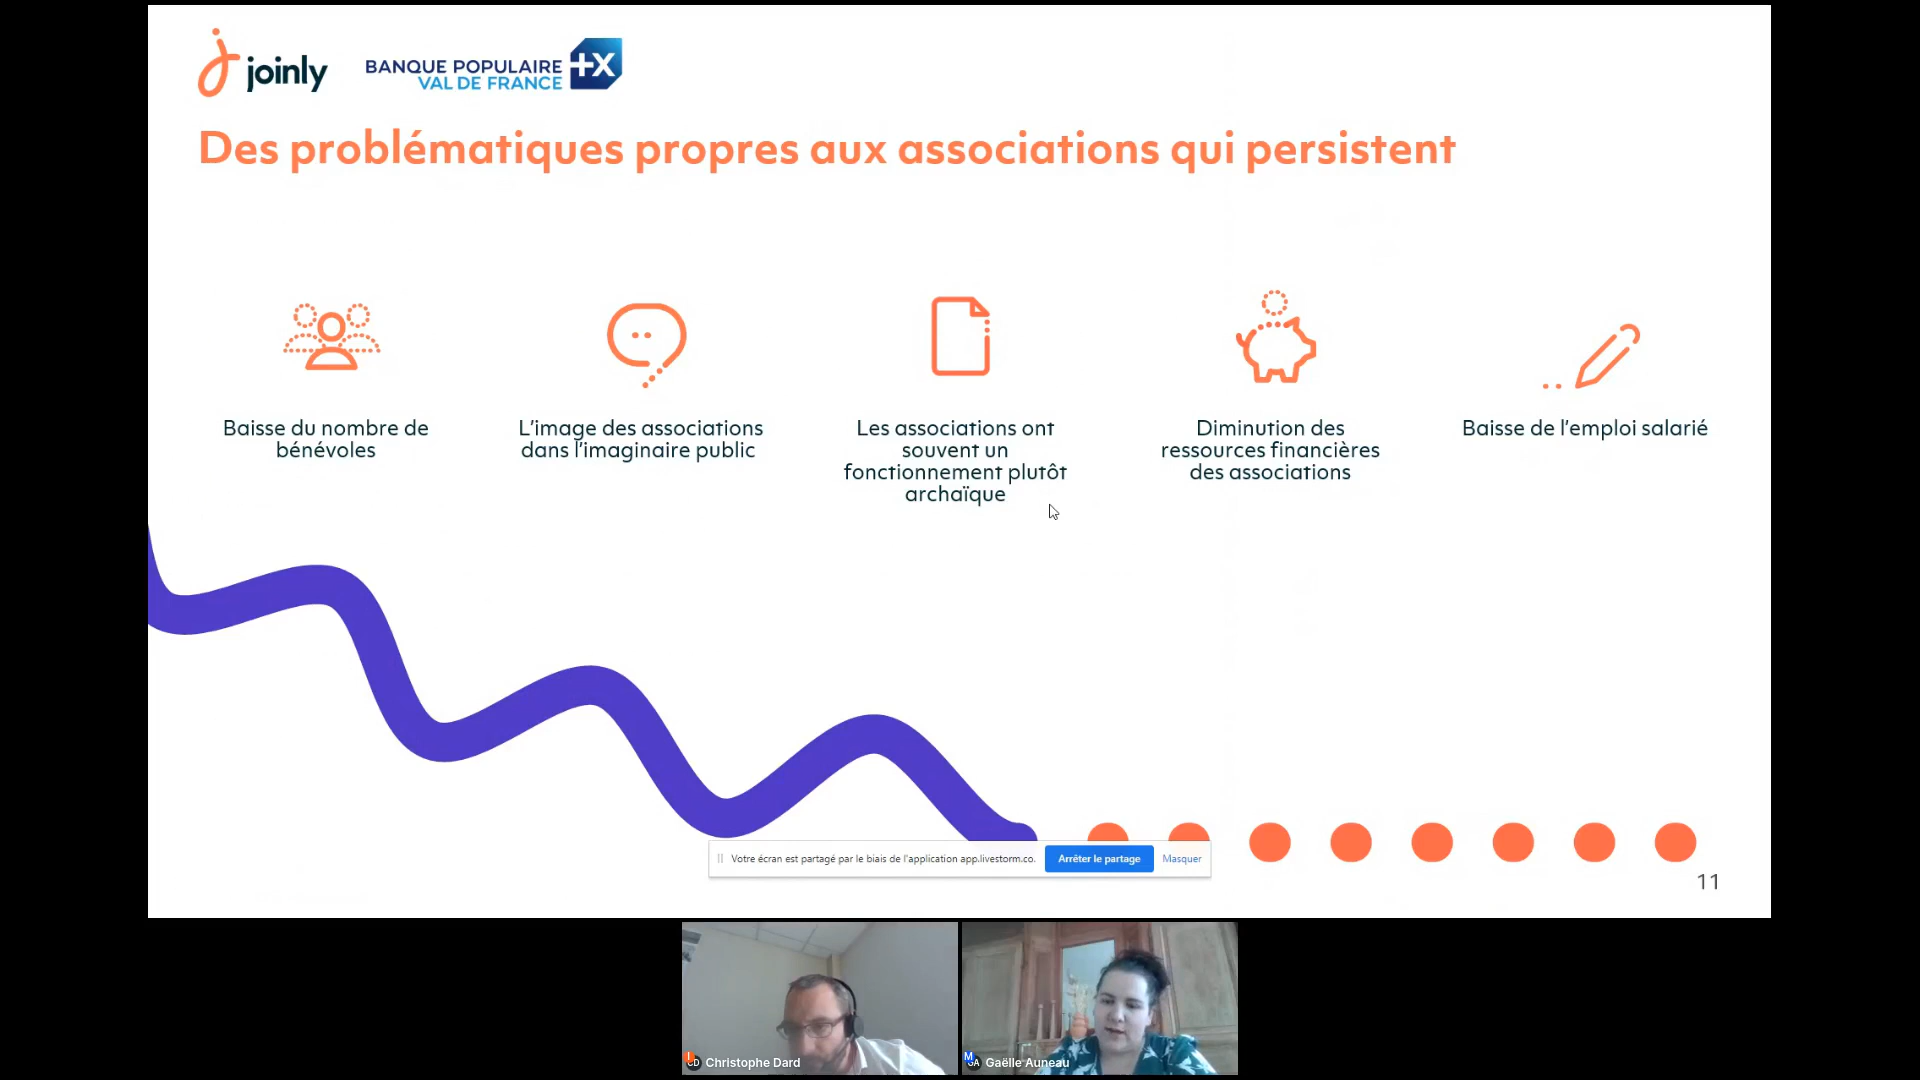 joinly
BANQUE POPULAIRE
VAL DE FRANCE
Des problématiques propres aux associations qui persistent
Baisse du nombre de
bénévoles
L'image des associations
dans l'imaginaire public
Les associations ont
souvent un
fonctionnement plutôt
archaïque
Diminution des
ressources financières
des associations
Baisse de l'emploi salarié
Votre écran est partagé par le biais de l'application app.livestorm.co.
Arrêter le partage
Masquer
11
CD
Christophe Dard
M
GA
Gaëlle Auneau